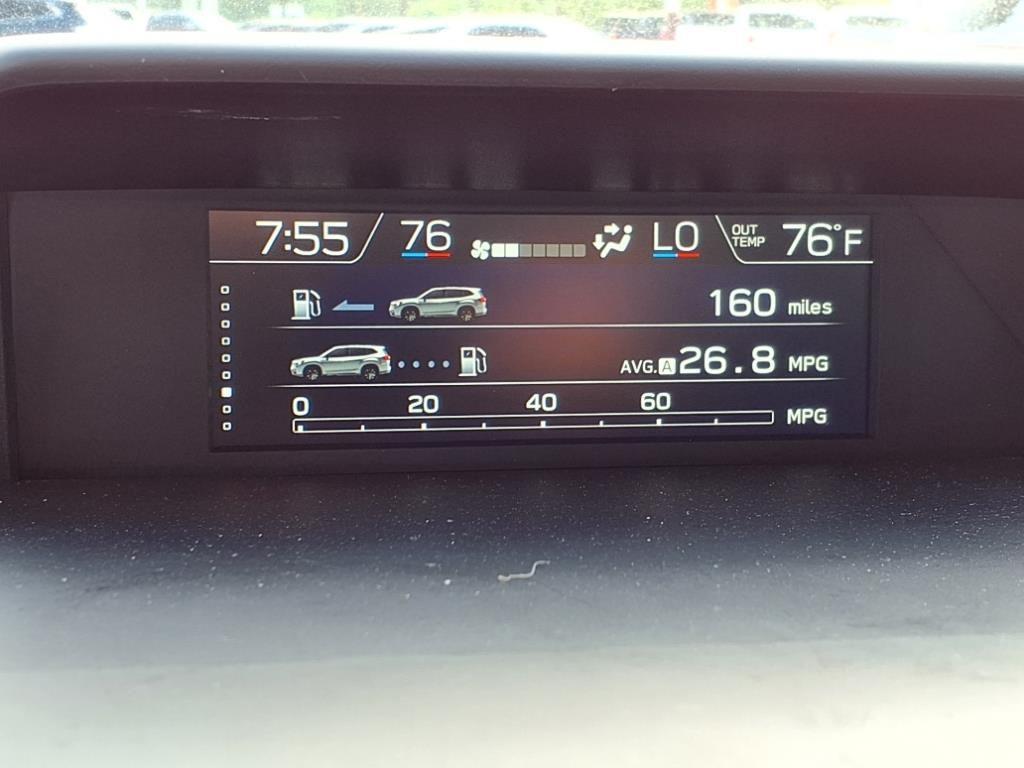 7:55 76 LO OUT TEMP 76°F
160 miles
AVG. A 26.8 MPG
0 20 40 60
MPG